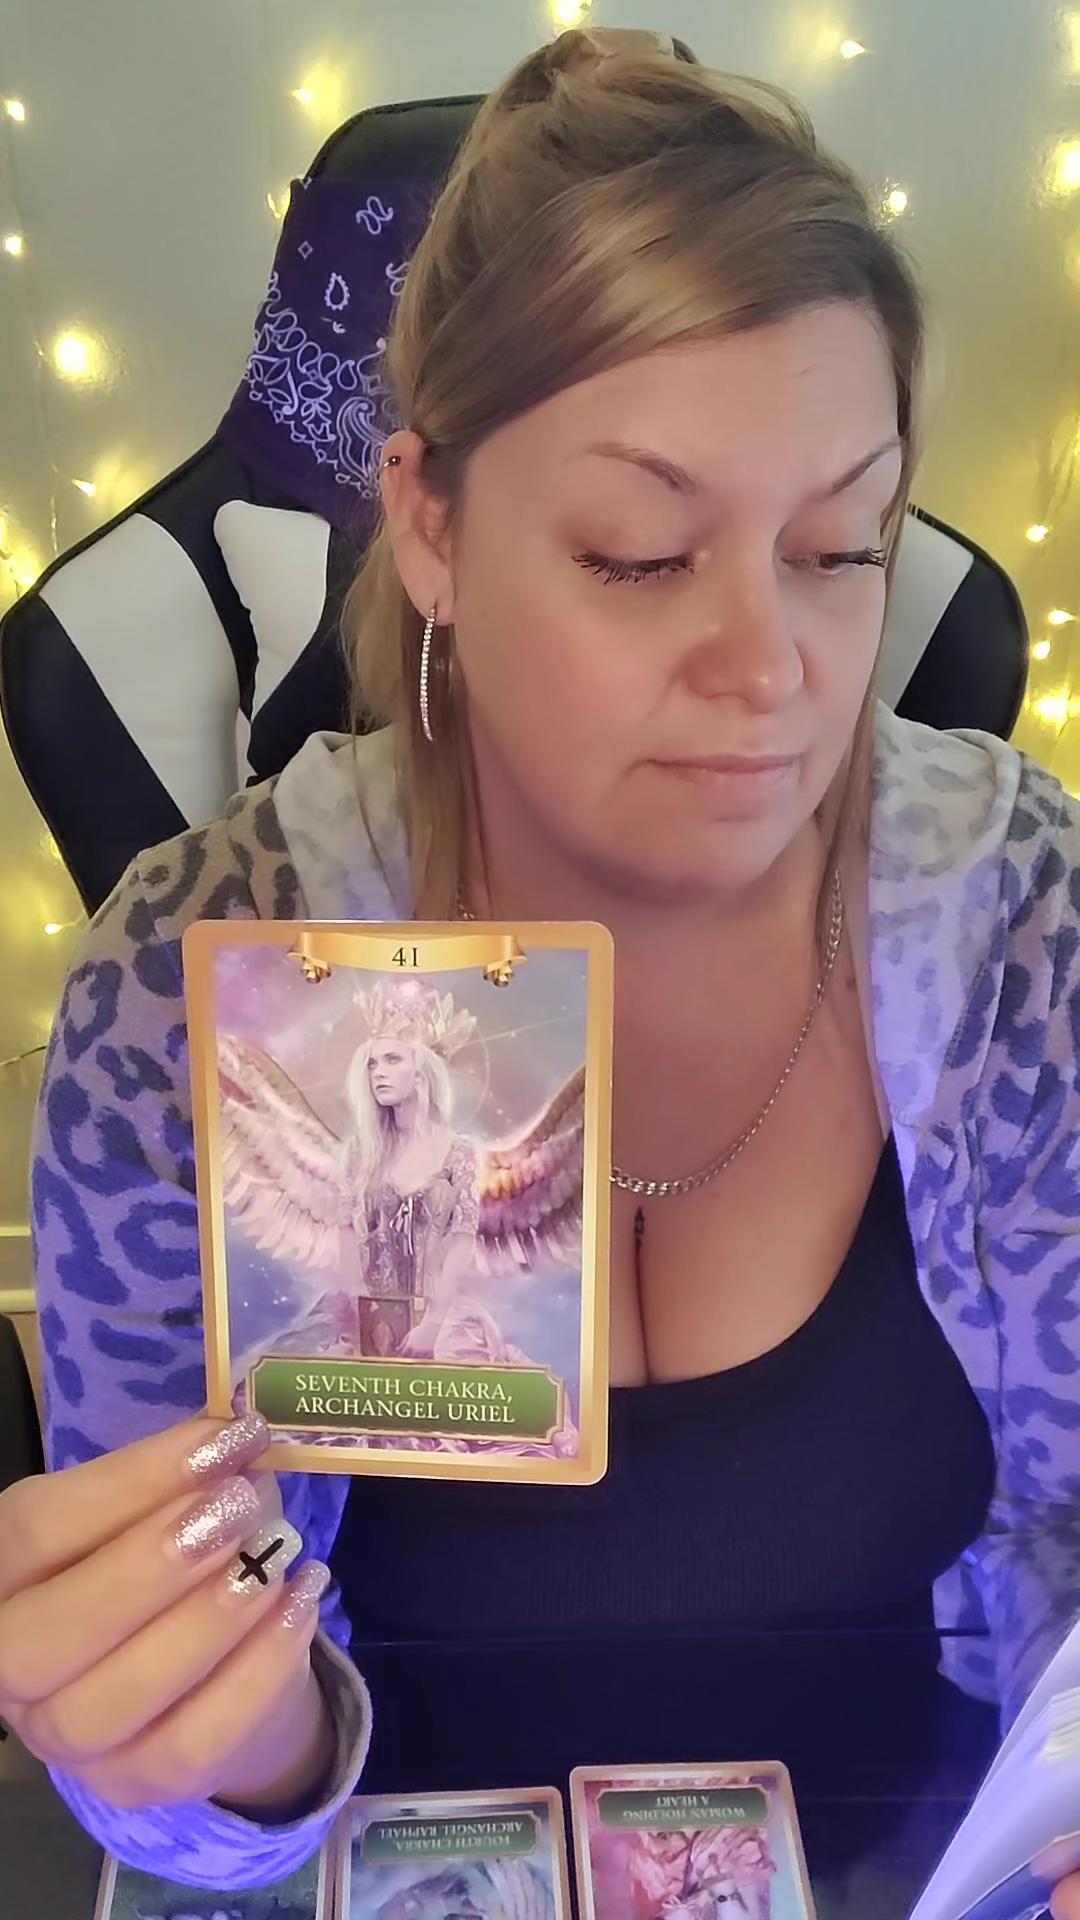 41
SEVENTH CHAKRA,
ARCHANGEL URIEL
FOURTH CHAKRA,
ARCHANGEL RAPHAEL
WOMAN HOLDING
A HEART